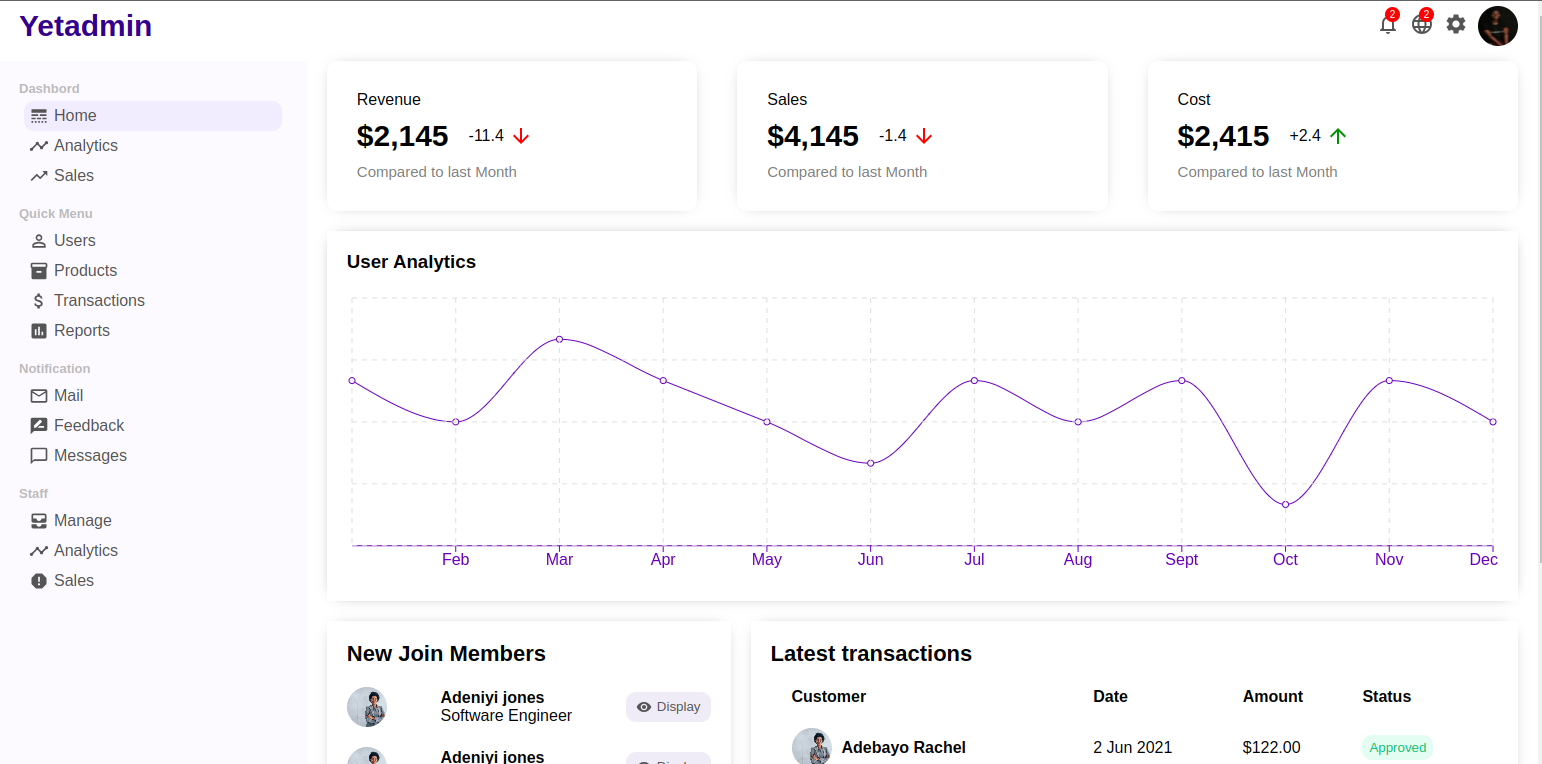 Yetadmin
2 2
Dashbord
Home
Analytics
Sales
Quick Menu
Users
Products
Transactions
Reports
Notification
Mail
Feedback
Messages
Staff
Manage
Analytics
Sales
Revenue
$2,145 -11.4
Compared to last Month
Sales
$4,145 -1.4
Compared to last Month
Cost
$2,415 +2.4
Compared to last Month
User Analytics
Feb Mar Apr May Jun Jul Aug Sept Oct Nov Dec
New Join Members
Adeniyi jones
Software Engineer
Display
Adeniyi jones
Display
Latest transactions
Customer Date Amount Status
Adebayo Rachel 2 Jun 2021 $122.00 Approved